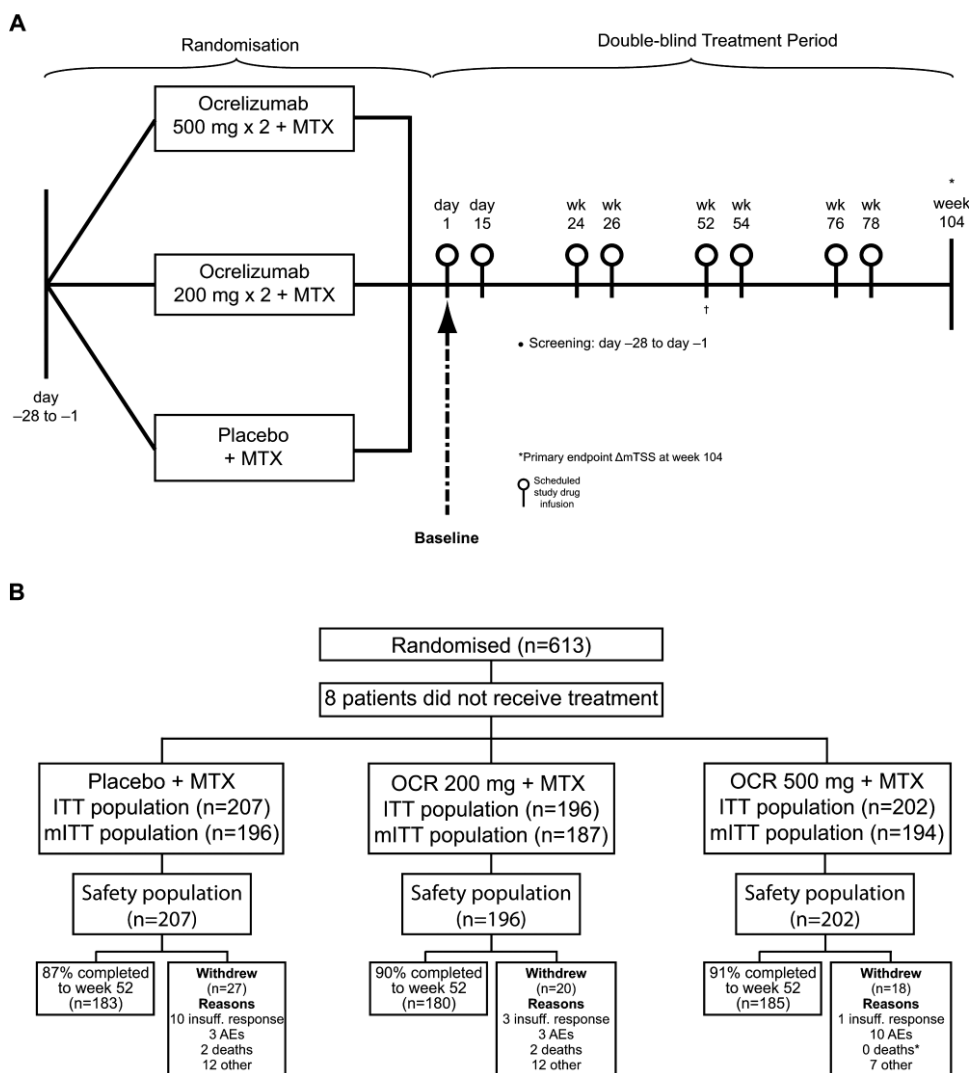 A
Randomisation
Double-blind Treatment Period
Ocrelizumab
500 mg x 2 + MTX
Ocrelizumab
200 mg x 2 + MTX
Placebo
+ MTX
day
–28 to –1
day
1
day
15
wk
24
wk
26
wk
52
wk
54
wk
76
wk
78
*
week
104
†
• Screening: day –28 to day –1
*Primary endpoint ΔmTSS at week 104
Scheduled
study drug
infusion
Baseline
B
Randomised (n=613)
8 patients did not receive treatment
Placebo + MTX
ITT population (n=207)
mITT population (n=196)
OCR 200 mg + MTX
ITT population (n=196)
mITT population (n=187)
OCR 500 mg + MTX
ITT population (n=202)
mITT population (n=194)
Safety population
(n=207)
Safety population
(n=196)
Safety population
(n=202)
87% completed
to week 52
(n=183)
Withdrew
(n=27)
Reasons
10 insuff. response
3 AEs
2 deaths
12 other
90% completed
to week 52
(n=180)
Withdrew
(n=20)
Reasons
3 insuff. response
3 AEs
2 deaths
12 other
91% completed
to week 52
(n=185)
Withdrew
(n=18)
Reasons
1 insuff. response
10 AEs
0 deaths*
7 other